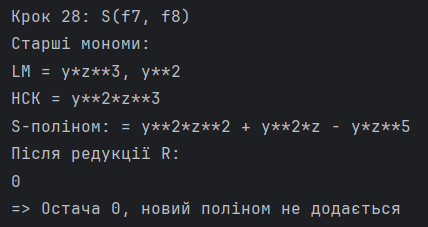 Крок 28: S(f7, f8)
Старші мономи:
LM = y*z**3, y**2
НСК = y**2*z**3
S-поліном: = y**2*z**2 + y**2*z - y*z**5
Після редукції R:
0
=> Остача 0, новий поліном не додається